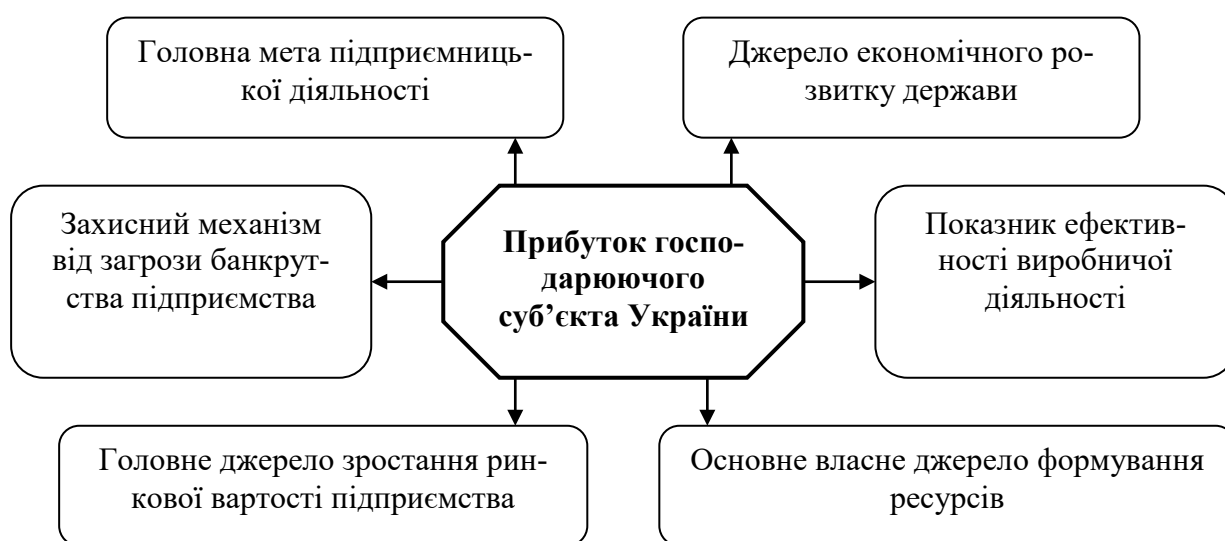 Головна мета підприємниць-
кої діяльності
Джерело економічного ро-
звитку держави
Захисний механізм
від загрози банкрут-
ства підприємства
Прибуток госпо-
дарюючого
суб’єкта України
Показник ефектив-
ності виробничої
діяльності
Головне джерело зростання рин-
кової вартості підприємства
Основне власне джерело формування
ресурсів